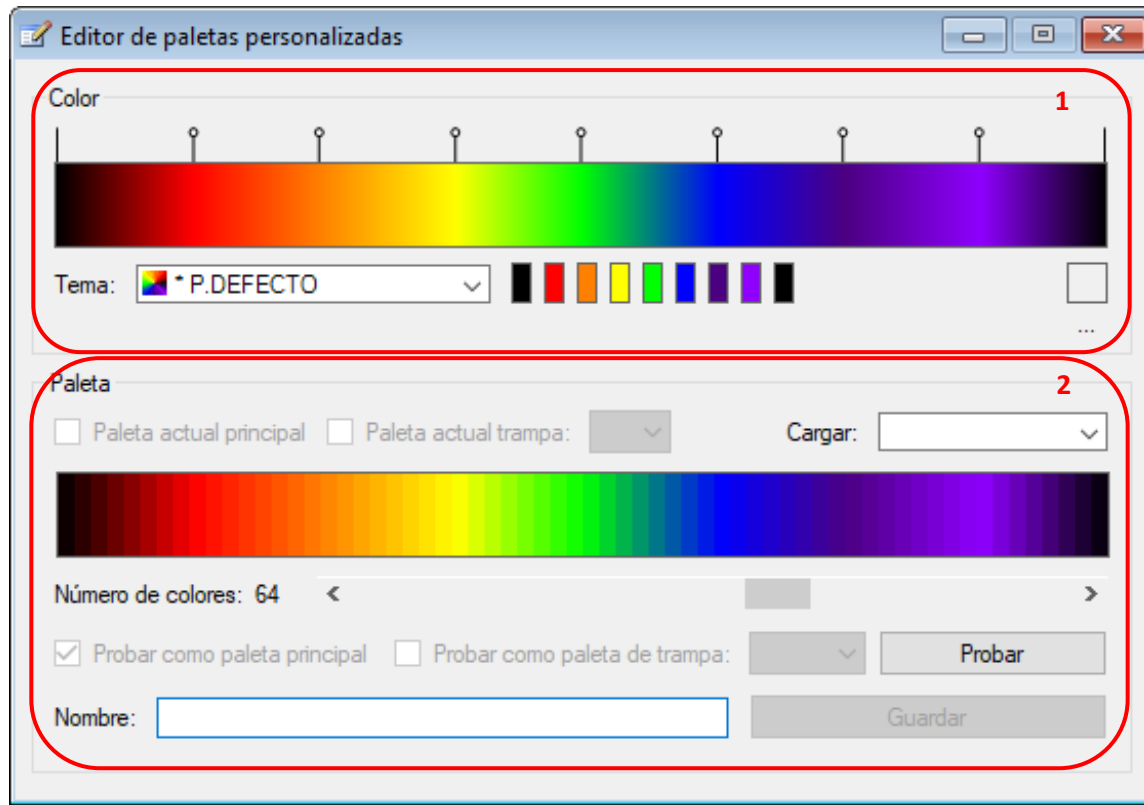 Editor de paletas personalizadas
Color 1
Tema: * P.DEFECTO
...
Paleta 2
Paleta actual principal Paleta actual trampa: Cargar:
Número de colores: 64
Probar como paleta principal Probar como paleta de trampa: Probar
Nombre: Guardar